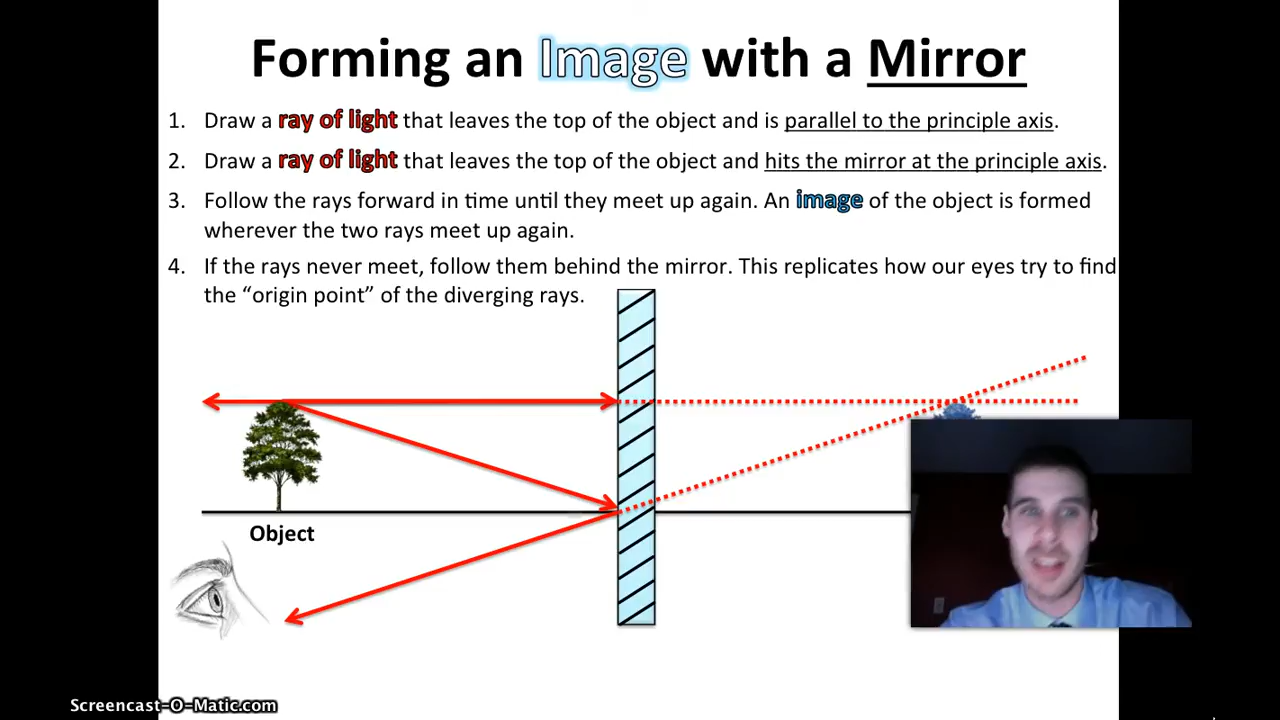 Forming an Image with a Mirror
1. Draw a ray of light that leaves the top of the object and is parallel to the principle axis.
2. Draw a ray of light that leaves the top of the object and hits the mirror at the principle axis.
3. Follow the rays forward in time until they meet up again. An image of the object is formed
wherever the two rays meet up again.
4. If the rays never meet, follow them behind the mirror. This replicates how our eyes try to find
the “origin point” of the diverging rays.
Object
Screencast-O-Matic.com